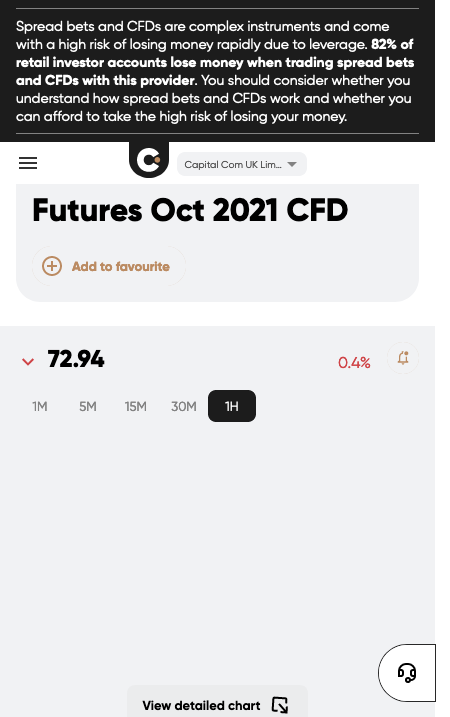 Spread bets and CFDs are complex instruments and come
with a high risk of losing money rapidly due to leverage. 82% of
retail investor accounts lose money when trading spread bets
and CFDs with this provider. You should consider whether you
understand how spread bets and CFDs work and whether you
can afford to take the high risk of losing your money.
Capital Com UK Lim...
Futures Oct 2021 CFD
Add to favourite
72.94
0.4%
1M 5M 15M 30M 1H
View detailed chart